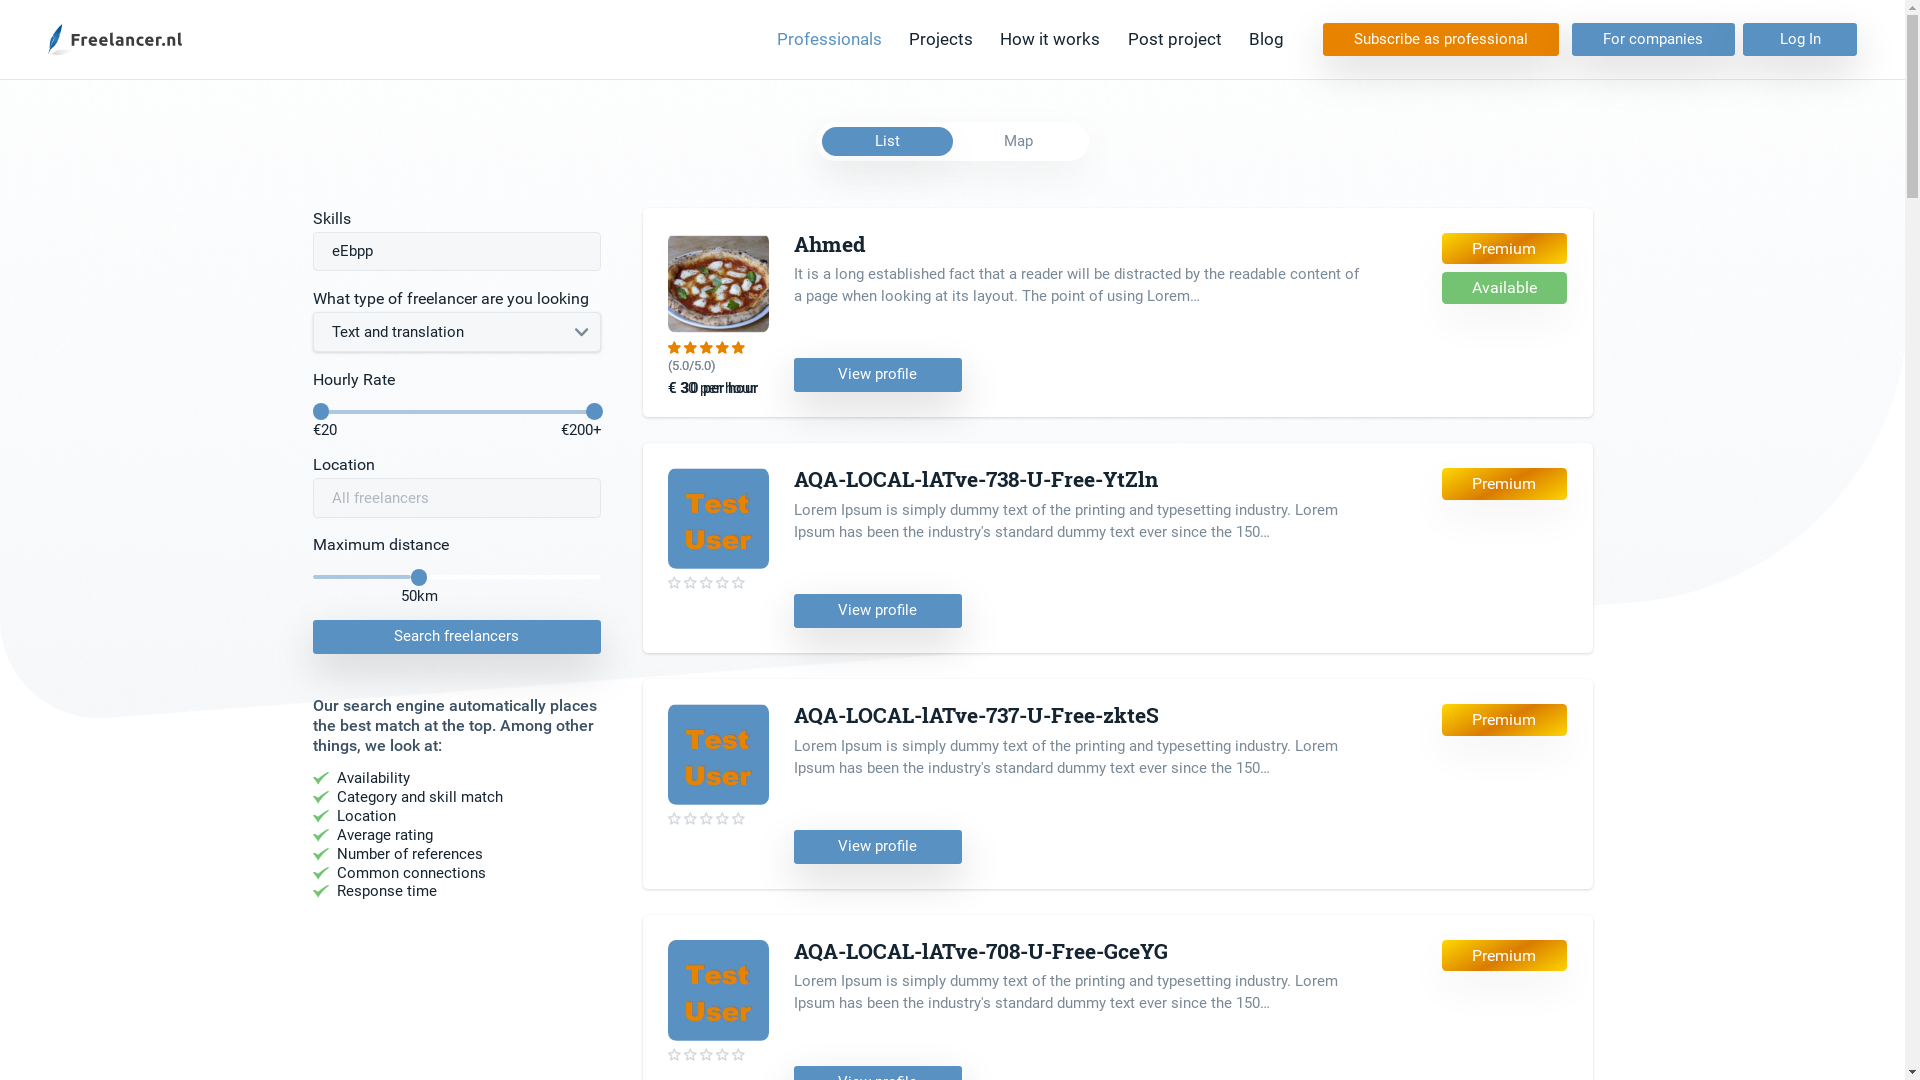 Freelancer.nl
Professionals
Projects
How it works
Post project
Blog
Subscribe as professional
For companies
Log In
List
Map
Skills
eEbpp
What type of freelancer are you looking
Text and translation
Hourly Rate
€20
€200+
Location
All freelancers
Maximum distance
50km
Search freelancers
Our search engine automatically places
the best match at the top. Among other
things, we look at:
Availability
Category and skill match
Location
Average rating
Number of references
Common connections
Response time
Ahmed
It is a long established fact that a reader will be distracted by the readable content of
a page when looking at its layout. The point of using Lorem…
(5.0/5.0)
€ 30 per hour
View profile
Premium
Available
AQA-LOCAL-lATve-738-U-Free-YtZln
Lorem Ipsum is simply dummy text of the printing and typesetting industry. Lorem
Ipsum has been the industry's standard dummy text ever since the 150…
Test
User
View profile
Premium
AQA-LOCAL-lATve-737-U-Free-zkteS
Lorem Ipsum is simply dummy text of the printing and typesetting industry. Lorem
Ipsum has been the industry's standard dummy text ever since the 150…
Test
User
View profile
Premium
AQA-LOCAL-lATve-708-U-Free-GceYG
Lorem Ipsum is simply dummy text of the printing and typesetting industry. Lorem
Ipsum has been the industry's standard dummy text ever since the 150…
Test
User
View profile
Premium